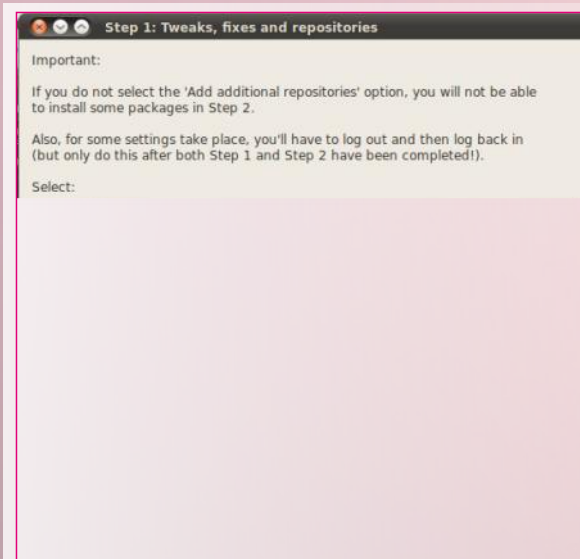 Step 1: Tweaks, fixes and repositories
Important:
If you do not select the 'Add additional repositories' option, you will not be able
to install some packages in Step 2.
Also, for some settings take place, you'll have to log out and then log back in
(but only do this after both Step 1 and Step 2 have been completed!).
Select: